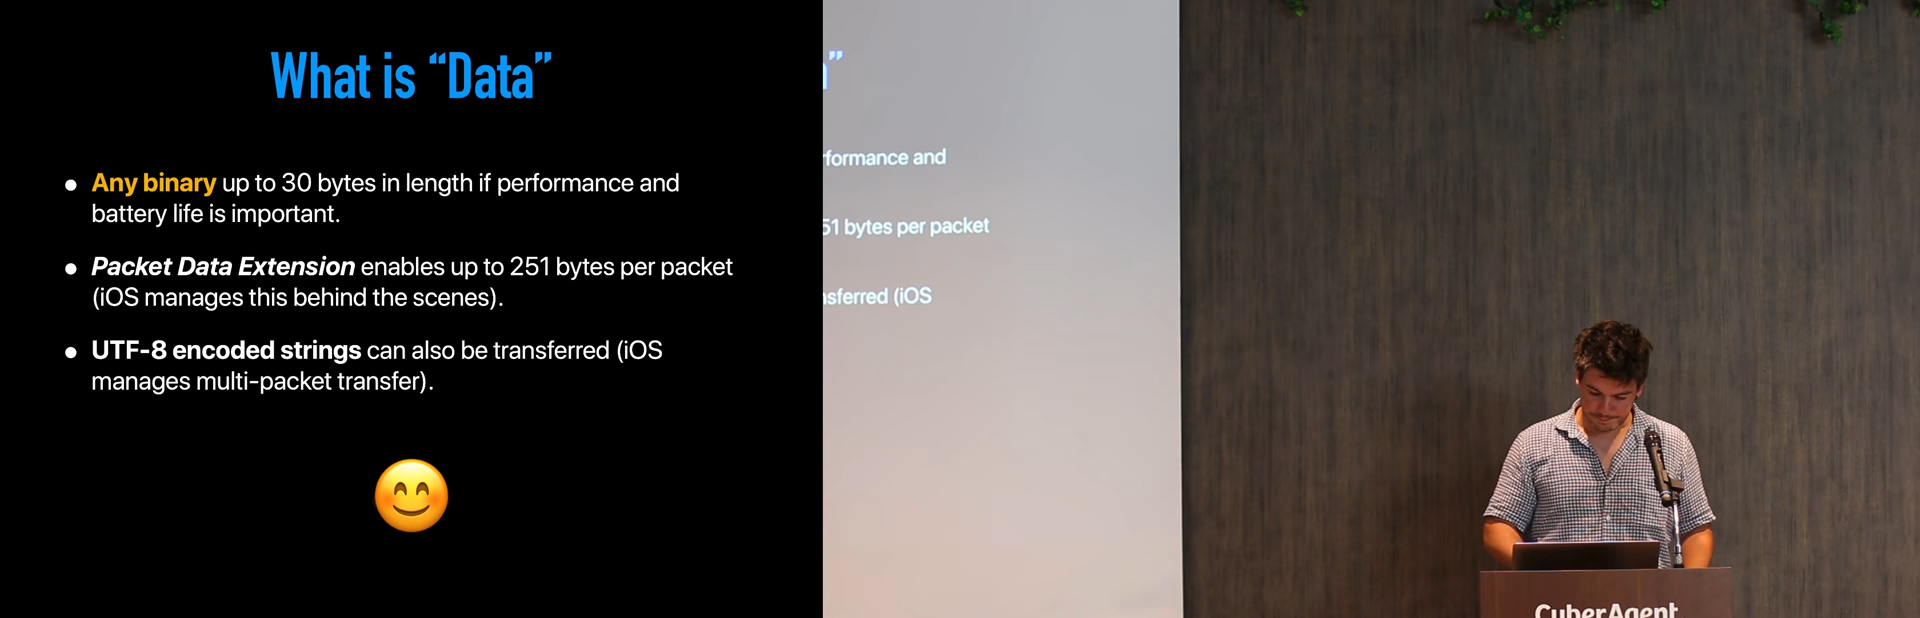 What is “Data”
● Any binary up to 30 bytes in length if performance and
battery life is important.
● Packet Data Extension enables up to 251 bytes per packet
(iOS manages this behind the scenes).
● UTF-8 encoded strings can also be transferred (iOS
manages multi-packet transfer).
”
formance and
51 bytes per packet
sferred (iOS
CyberAgent